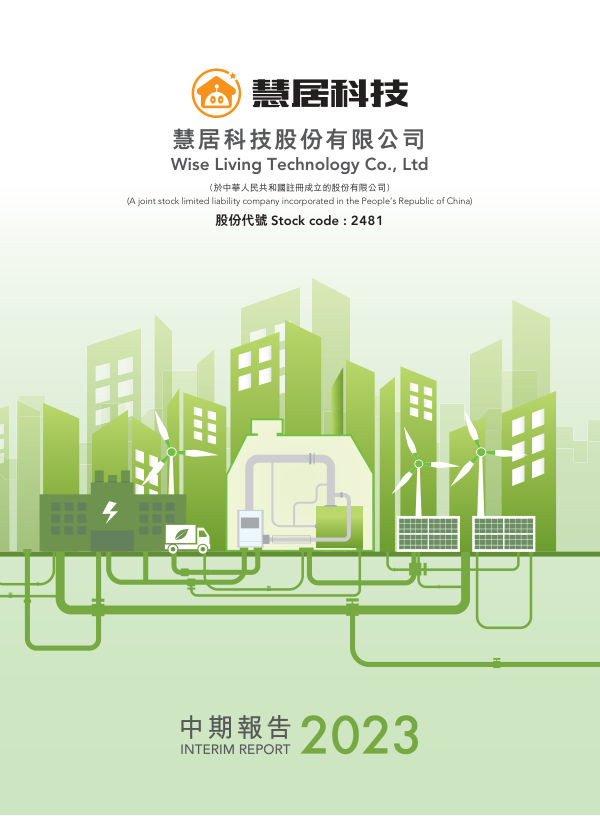 慧居科技
慧居科技股份有限公司
Wise Living Technology Co., Ltd
（於中華人民共和國註冊成立的股份有限公司）
(A joint stock limited liability company incorporated in the People's Republic of China)
股份代號 Stock code : 2481
中期報告 2023
INTERIM REPORT